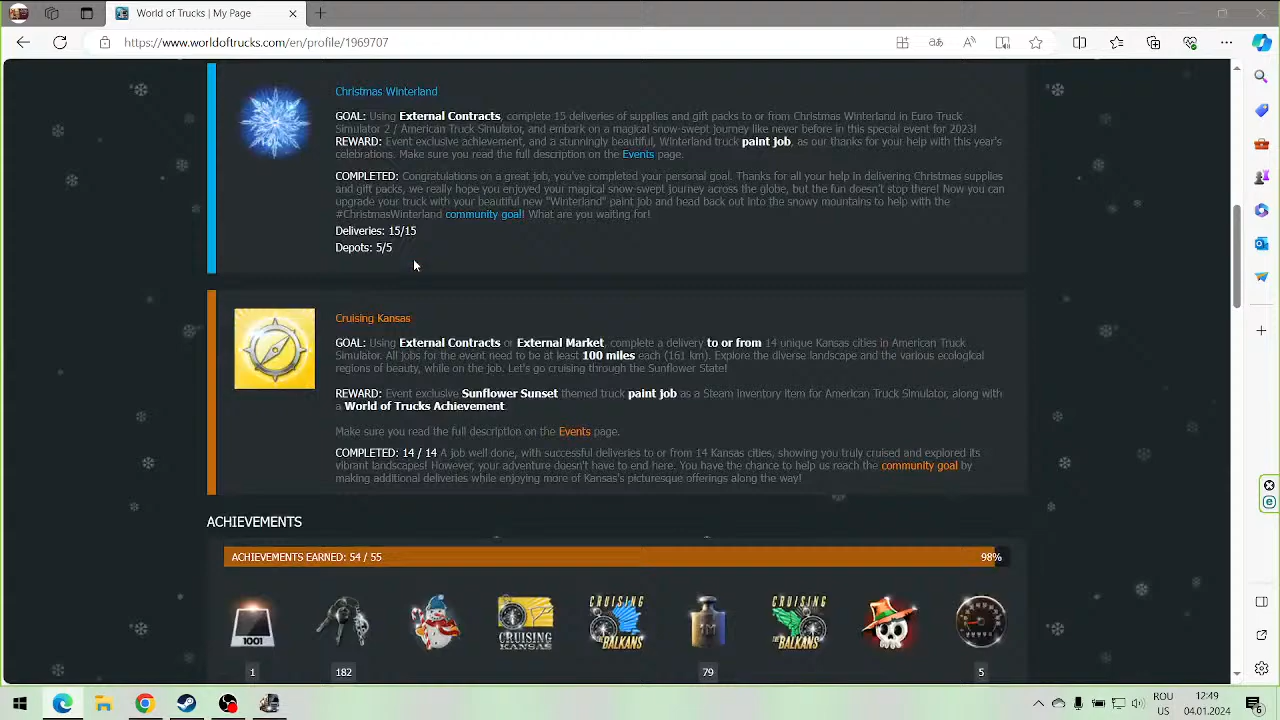 World of Trucks | My Page
https://www.worldoftrucks.com/en/profile/1969707
Christmas Winterland
GOAL: Using External Contracts, complete 15 deliveries of supplies and gift packs to or from Christmas Winterland in Euro Truck
Simulator 2 / American Truck Simulator, and embark on a magical snow-swept journey like never before in this special event for 2023!
REWARD: Event exclusive achievement, and a stunningly beautiful, Winterland truck paint job, as our thanks for your help with this year's
celebrations. Make sure you read the full description on the Events page.
COMPLETED: Congratulations on a great job, you've completed your personal goal. Thanks for all your help in delivering Christmas supplies
and gift packs, we really hope you enjoyed your magical snow-swept journey across the globe, but the fun doesn't stop there! Now you can
upgrade your truck with your beautiful new "Winterland" paint job and head back out into the snowy mountains to help with the
#ChristmasWinterland community goal! What are you waiting for!
Deliveries: 15/15
Depots: 5/5
Cruising Kansas
GOAL: Using External Contracts or External Market, complete a delivery to or from 14 unique Kansas cities in American Truck
Simulator. All jobs for the event need to be at least 100 miles each (161 km). Explore the diverse landscape and the various ecological
regions of beauty, while on the job. Let's go cruising through the Sunflower State!
REWARD: Event exclusive Sunflower Sunset themed truck paint job as a Steam Inventory item for American Truck Simulator, along with
a World of Trucks Achievement.
Make sure you read the full description on the Events page.
COMPLETED: 14 / 14 A job well done, with successful deliveries to or from 14 Kansas cities, showing you truly cruised and explored its
vibrant landscapes! However, your adventure doesn't have to end here. You have the chance to help us reach the community goal by
making additional deliveries while enjoying more of Kansas's picturesque offerings along the way!
ACHIEVEMENTS
ACHIEVEMENTS EARNED: 54 / 55
98%
1001
CRUISING
KANSAS
CRUISING
THE BALKANS
CRUISING
THE BALKANS
1
182
79
5
ROU
US
12:49
04.01.2024
6